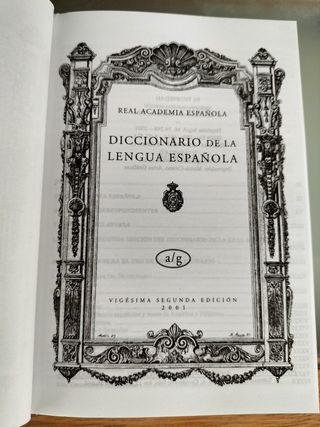 REAL ACADEMIA ESPAÑOLA
DICCIONARIO DE LA
LENGUA ESPAÑOLA
a/g
VIGÉSIMA SEGUNDA EDICIÓN
2001